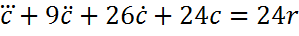 c⃛ + 9c̈ + 26ċ + 24c = 24r